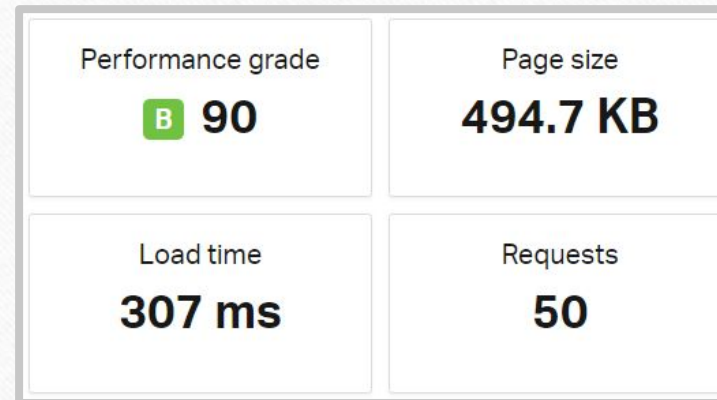 Performance grade
B 90
Page size
494.7 KB
Load time
307 ms
Requests
50